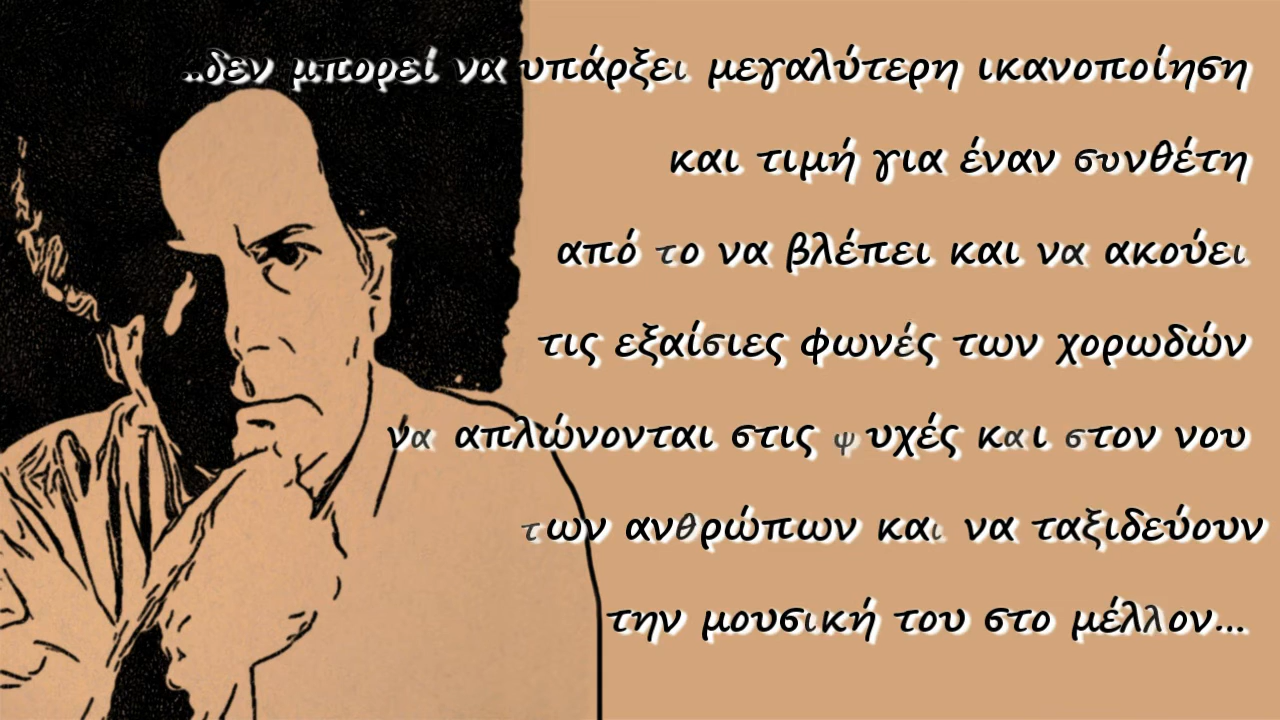 ..δεν μπορεί να υπάρξει μεγαλύτερη ικανοποίηση
και τιμή για έναν συνθέτη
από το να βλέπει και να ακούει
τις εξαίσιες φωνές των χορωδών
να απλώνονται στις ψυχές και στον νου
των ανθρώπων και να ταξιδεύουν
την μουσική του στο μέλλον...